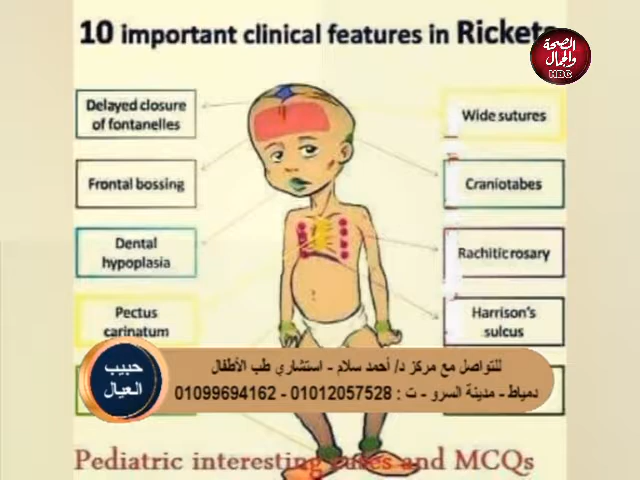 10 important clinical features in Rickets
الصحة
والجمال
HBC
Delayed closure
of fontanelles
Wide sutures
Frontal bossing
Craniotabes
Dental
hypoplasia
Rachitic rosary
Pectus
carinatum
Harrison's
sulcus
حبيب
العيال
للتواصل مع مركز د/ أحمد سلام - استشاري طب الأطفال
دمياط - مدينة السرو - ت : 01012057528 - 01099694162
Pediatric interesting cases and MCQs